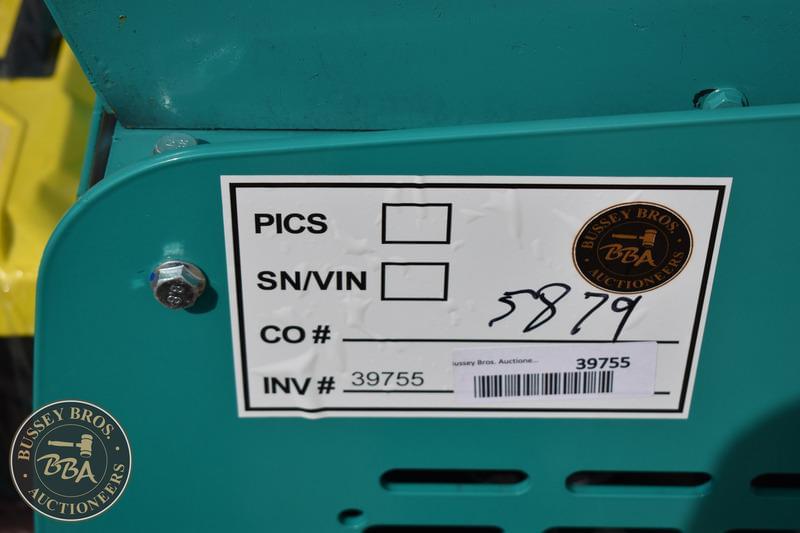 PICS
BUSSEY BROS.
BBA
AUCTIONEERS
SN/VIN
CO # 5879
Bussey Bros. Auctione... 39755
INV # 39755
BUSSEY BROS.
BBA
AUCTIONEERS